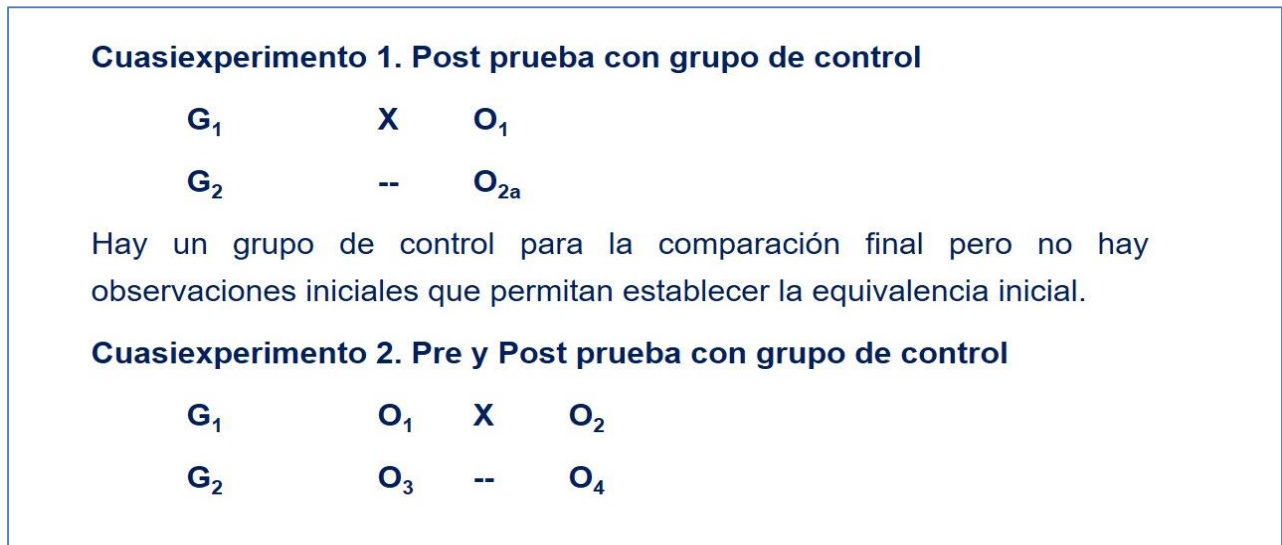 Cuasiexperimento 1. Post prueba con grupo de control
G₁ X O₁
G₂ -- O₂ₐ
Hay un grupo de control para la comparación final pero no hay
observaciones iniciales que permitan establecer la equivalencia inicial.
Cuasiexperimento 2. Pre y Post prueba con grupo de control
G₁ O₁ X O₂
G₂ O₃ -- O₄